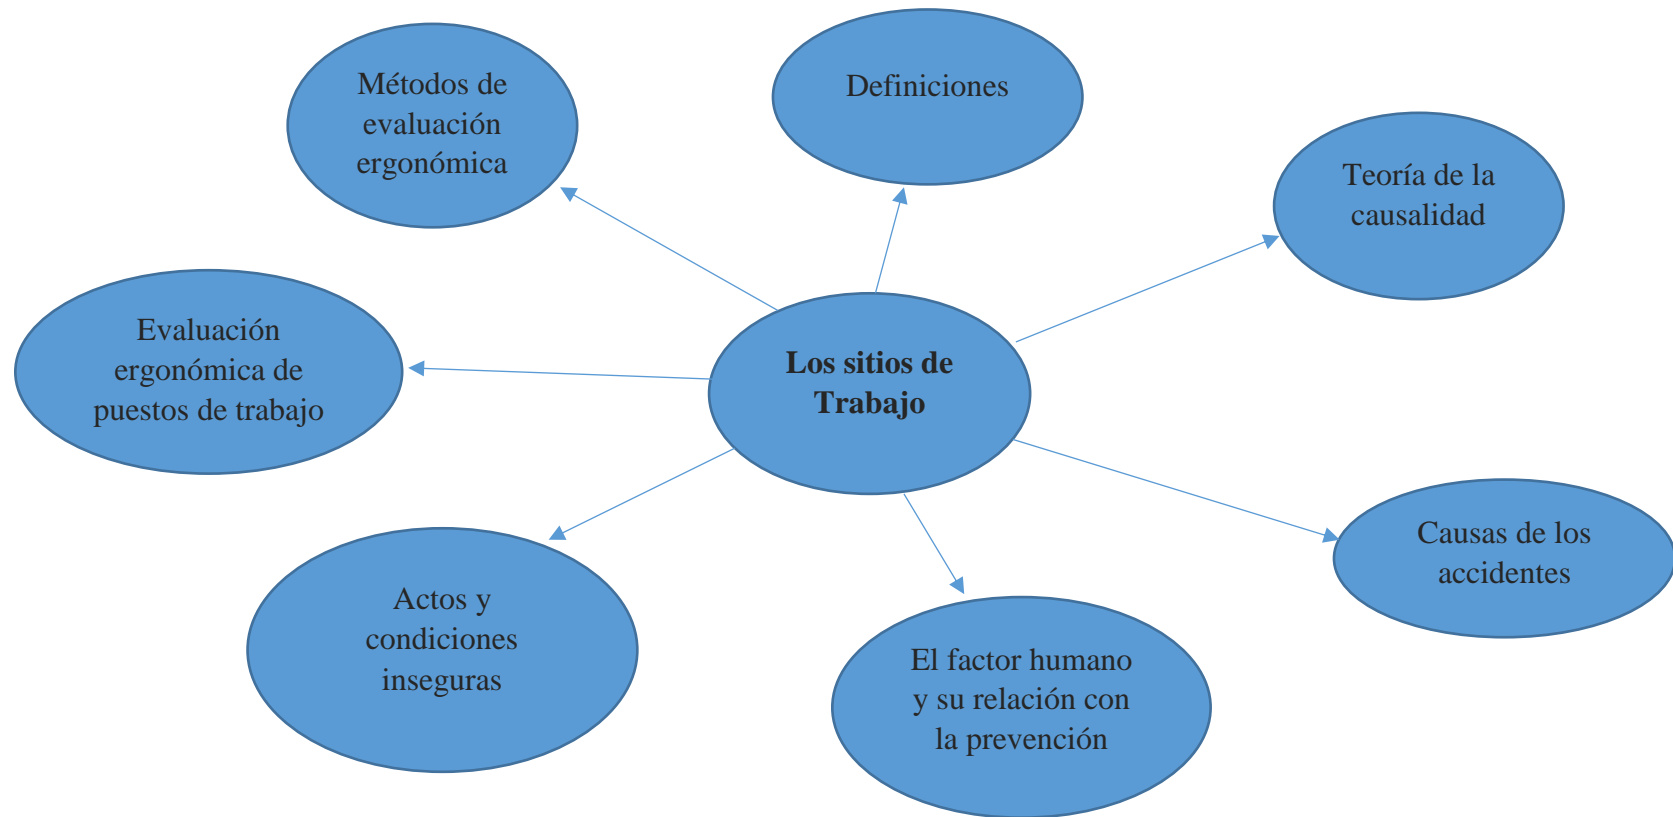 Métodos de
evaluación
ergonómica
Definiciones
Teoría de la
causalidad
Evaluación
ergonómica de
puestos de trabajo
Los sitios de
Trabajo
Causas de los
accidentes
Actos y
condiciones
inseguras
El factor humano
y su relación con
la prevención